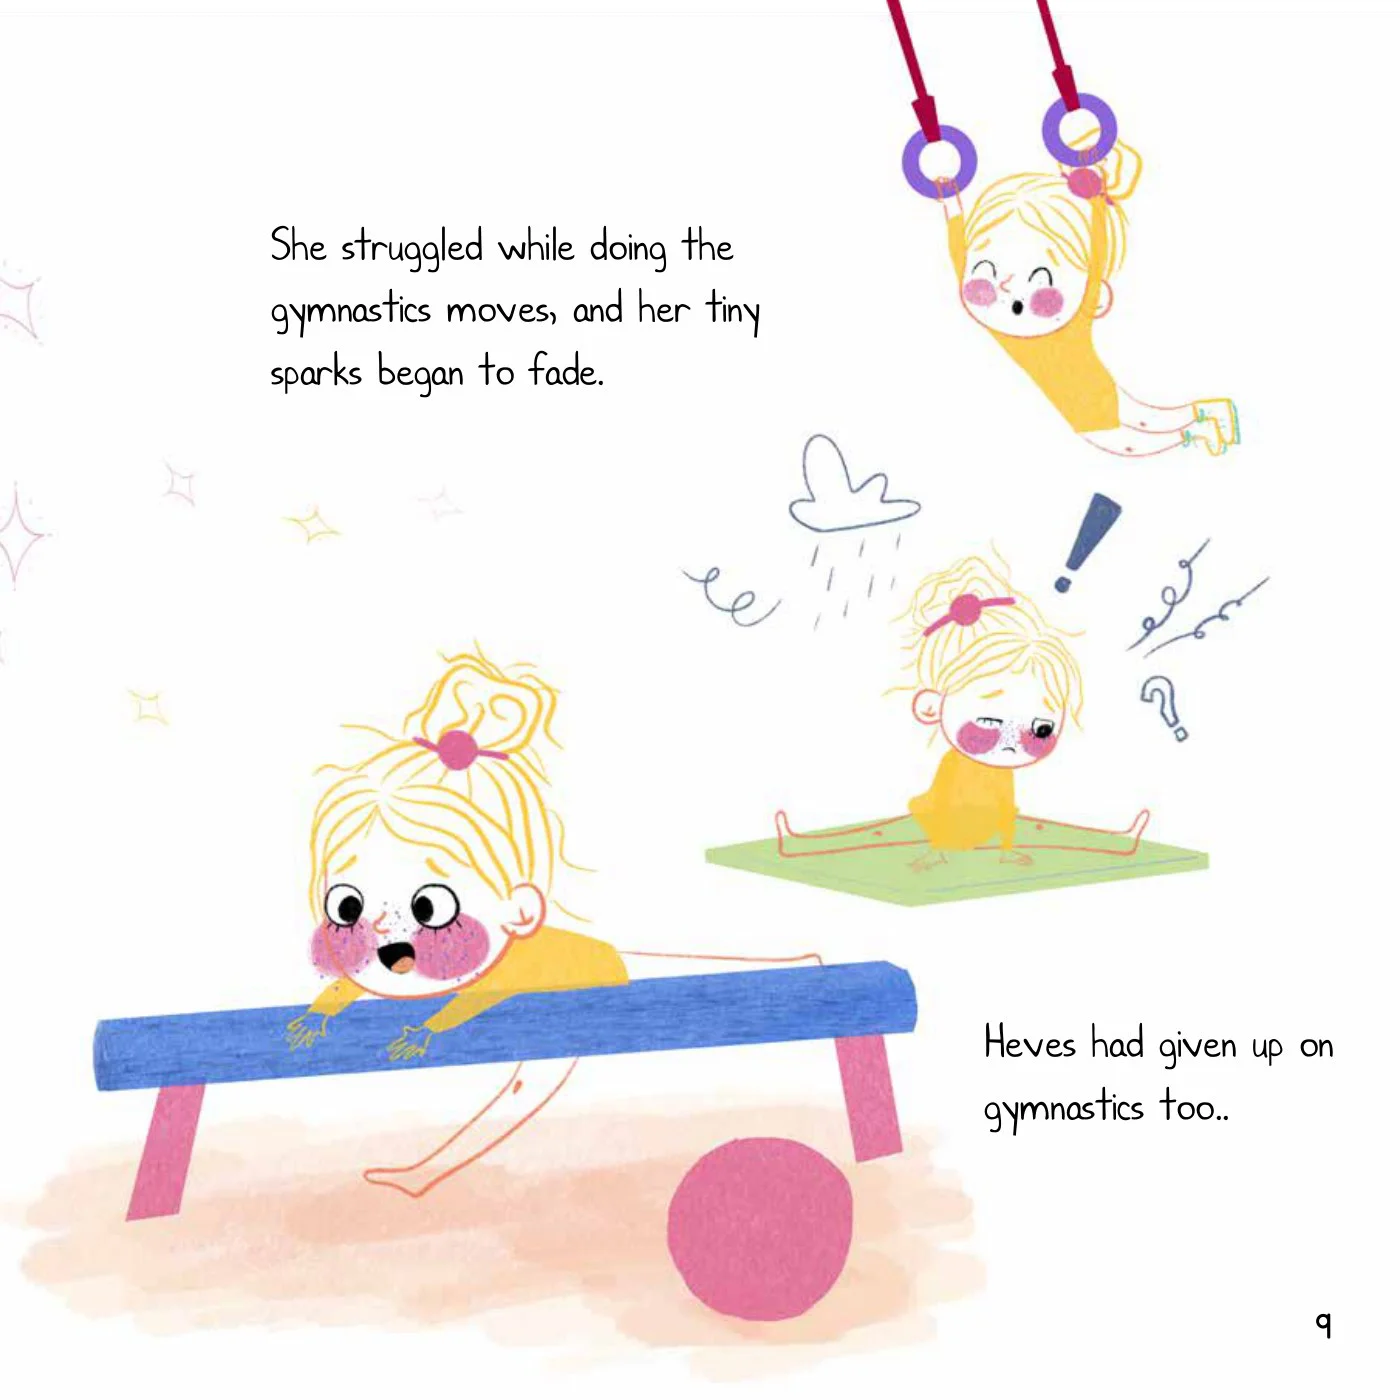 She struggled while doing the
gymnastics moves, and her tiny
sparks began to fade.
!
?
Heves had given up on
gymnastics too..
9